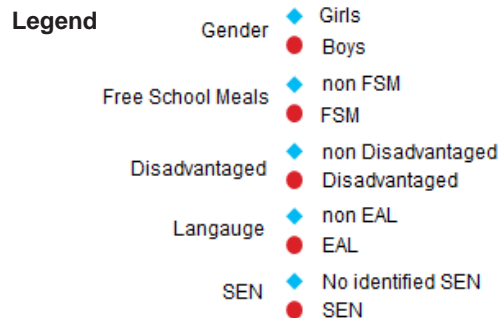 Legend
Gender
Girls
Boys
Free School Meals
non FSM
FSM
Disadvantaged
non Disadvantaged
Disadvantaged
Langauge
non EAL
EAL
SEN
No identified SEN
SEN